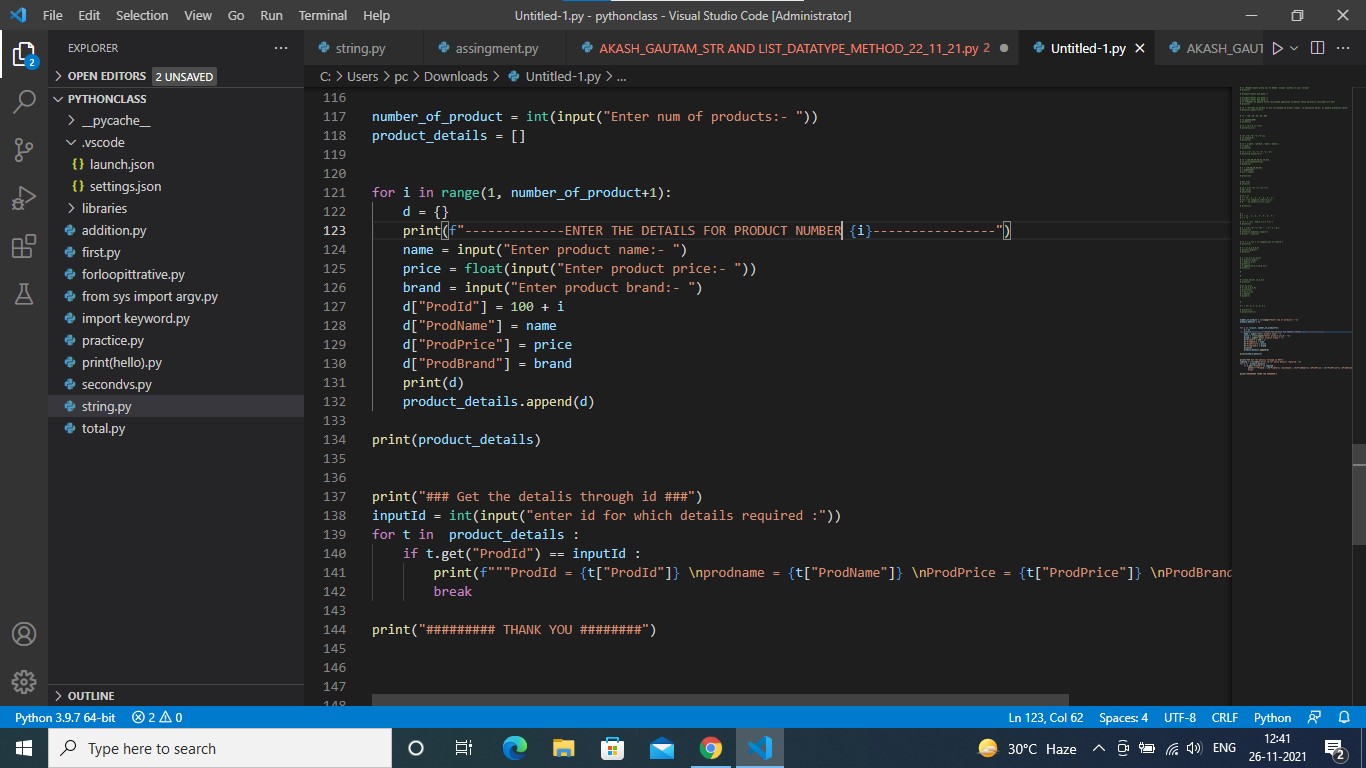 File Edit Selection View Go Run Terminal Help Untitled-1.py - pythonclass - Visual Studio Code [Administrator]
EXPLORER
string.py assingment.py AKASH_GAUTAM_STR AND LIST_DATATYPE_METHOD_22_11_21.py 2 Untitled-1.py AKASH_GAUT
OPEN EDITORS 2 UNSAVED
C: > Users > pc > Downloads > Untitled-1.py > ...
2
PYTHONCLASS
__pycache__
.vscode
{} launch.json
{} settings.json
libraries
addition.py
first.py
forloopittrative.py
from sys import argv.py
import keyword.py
practice.py
print(hello).py
secondvs.py
string.py
total.py
OUTLINE
116
117 number_of_product = int(input("Enter num of products:- "))
118 product_details = []
119
120
121 for i in range(1, number_of_product+1):
122 d = {}
123 print(f"-------------ENTER THE DETAILS FOR PRODUCT NUMBER {i}----------------")
124 name = input("Enter product name:- ")
125 price = float(input("Enter product price:- "))
126 brand = input("Enter product brand:- ")
127 d["ProdId"] = 100 + i
128 d["ProdName"] = name
129 d["ProdPrice"] = price
130 d["ProdBrand"] = brand
131 print(d)
132 product_details.append(d)
133
134 print(product_details)
135
136
137 print("### Get the detalis through id ###")
138 inputId = int(input("enter id for which details required :"))
139 for t in  product_details :
140 if t.get("ProdId") == inputId :
141 print(f"""ProdId = {t["ProdId"]} \nprodname = {t["ProdName"]} \nProdPrice = {t["ProdPrice"]} \nProdBrand
142 break
143
144 print("######### THANK YOU ########")
145
146
147
148
Python 3.9.7 64-bit 2 0 Ln 123, Col 62 Spaces: 4 UTF-8 CRLF Python
Type here to search 30°C Haze ENG 12:41
26-11-2021
2